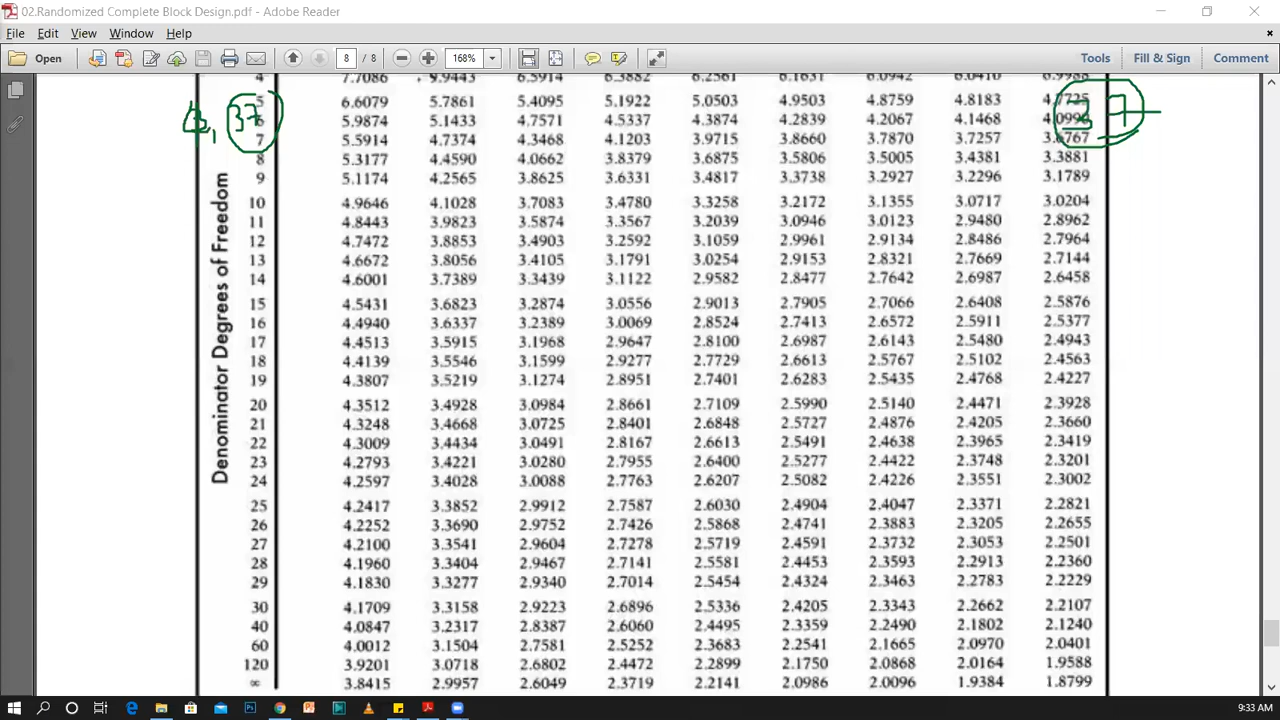 02.Randomized Complete Block Design.pdf - Adobe Reader
File Edit View Window Help
Open 8 / 8 168% Tools Fill & Sign Comment
4 7.7086 9.9443 6.5914 6.3882 6.2561 6.1631 6.0942 6.0410 6.9988
5 6.6079 5.7861 5.4095 5.1922 5.0503 4.9503 4.8759 4.8183 4.7725
37
37
6 5.9874 5.1433 4.7571 4.5337 4.3874 4.2839 4.2067 4.1468 4.0990
7 5.5914 4.7374 4.3468 4.1203 3.9715 3.8660 3.7870 3.7257 3.6767
8 5.3177 4.4590 4.0662 3.8379 3.6875 3.5806 3.5005 3.4381 3.3881
9 5.1174 4.2565 3.8625 3.6331 3.4817 3.3738 3.2927 3.2296 3.1789
Denominator Degrees of Freedom
10 4.9646 4.1028 3.7083 3.4780 3.3258 3.2172 3.1355 3.0717 3.0204
11 4.8443 3.9823 3.5874 3.3567 3.2039 3.0946 3.0123 2.9480 2.8962
12 4.7472 3.8853 3.4903 3.2592 3.1059 2.9961 2.9134 2.8486 2.7964
13 4.6672 3.8056 3.4105 3.1791 3.0254 2.9153 2.8321 2.7669 2.7144
14 4.6001 3.7389 3.3439 3.1122 2.9582 2.8477 2.7642 2.6987 2.6458
15 4.5431 3.6823 3.2874 3.0556 2.9013 2.7905 2.7066 2.6408 2.5876
16 4.4940 3.6337 3.2389 3.0069 2.8524 2.7413 2.6572 2.5911 2.5377
17 4.4513 3.5915 3.1968 2.9647 2.8100 2.6987 2.6143 2.5480 2.4943
18 4.4139 3.5546 3.1599 2.9277 2.7729 2.6613 2.5767 2.5102 2.4563
19 4.3807 3.5219 3.1274 2.8951 2.7401 2.6283 2.5435 2.4768 2.4227
20 4.3512 3.4928 3.0984 2.8661 2.7109 2.5990 2.5140 2.4471 2.3928
21 4.3248 3.4668 3.0725 2.8401 2.6848 2.5727 2.4876 2.4205 2.3660
22 4.3009 3.4434 3.0491 2.8167 2.6613 2.5491 2.4638 2.3965 2.3419
23 4.2793 3.4221 3.0280 2.7955 2.6400 2.5277 2.4422 2.3748 2.3201
24 4.2597 3.4028 3.0088 2.7763 2.6207 2.5082 2.4226 2.3551 2.3002
25 4.2417 3.3852 2.9912 2.7587 2.6030 2.4904 2.4047 2.3371 2.2821
26 4.2252 3.3690 2.9752 2.7426 2.5868 2.4741 2.3883 2.3205 2.2655
27 4.2100 3.3541 2.9604 2.7278 2.5719 2.4591 2.3732 2.3053 2.2501
28 4.1960 3.3404 2.9467 2.7141 2.5581 2.4453 2.3593 2.2913 2.2360
29 4.1830 3.3277 2.9340 2.7014 2.5454 2.4324 2.3463 2.2783 2.2229
30 4.1709 3.3158 2.9223 2.6896 2.5336 2.4205 2.3343 2.2662 2.2107
40 4.0847 3.2317 2.8387 2.6060 2.4495 2.3359 2.2490 2.1802 2.1240
60 4.0012 3.1504 2.7581 2.5252 2.3683 2.2541 2.1665 2.0970 2.0401
120 3.9201 3.0718 2.6802 2.4472 2.2899 2.1750 2.0868 2.0164 1.9588
∞ 3.8415 2.9957 2.6049 2.3719 2.2141 2.0986 2.0096 1.9384 1.8799
9:33 AM